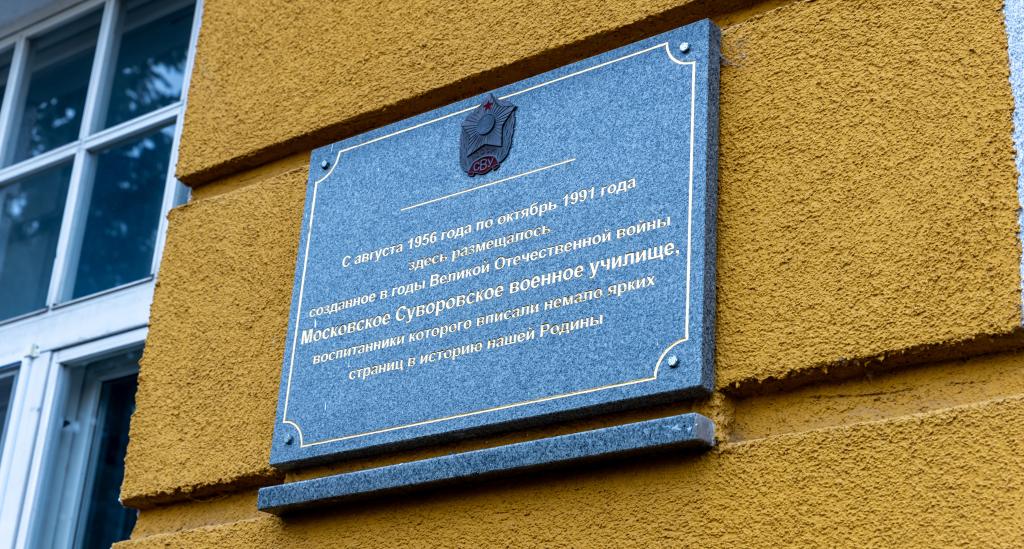 СВУ
С августа 1956 года по октябрь 1991 года
здесь размещалось
созданное в годы Великой Отечественной войны
Московское Суворовское военное училище,
воспитанники которого вписали немало ярких
страниц в историю нашей Родины